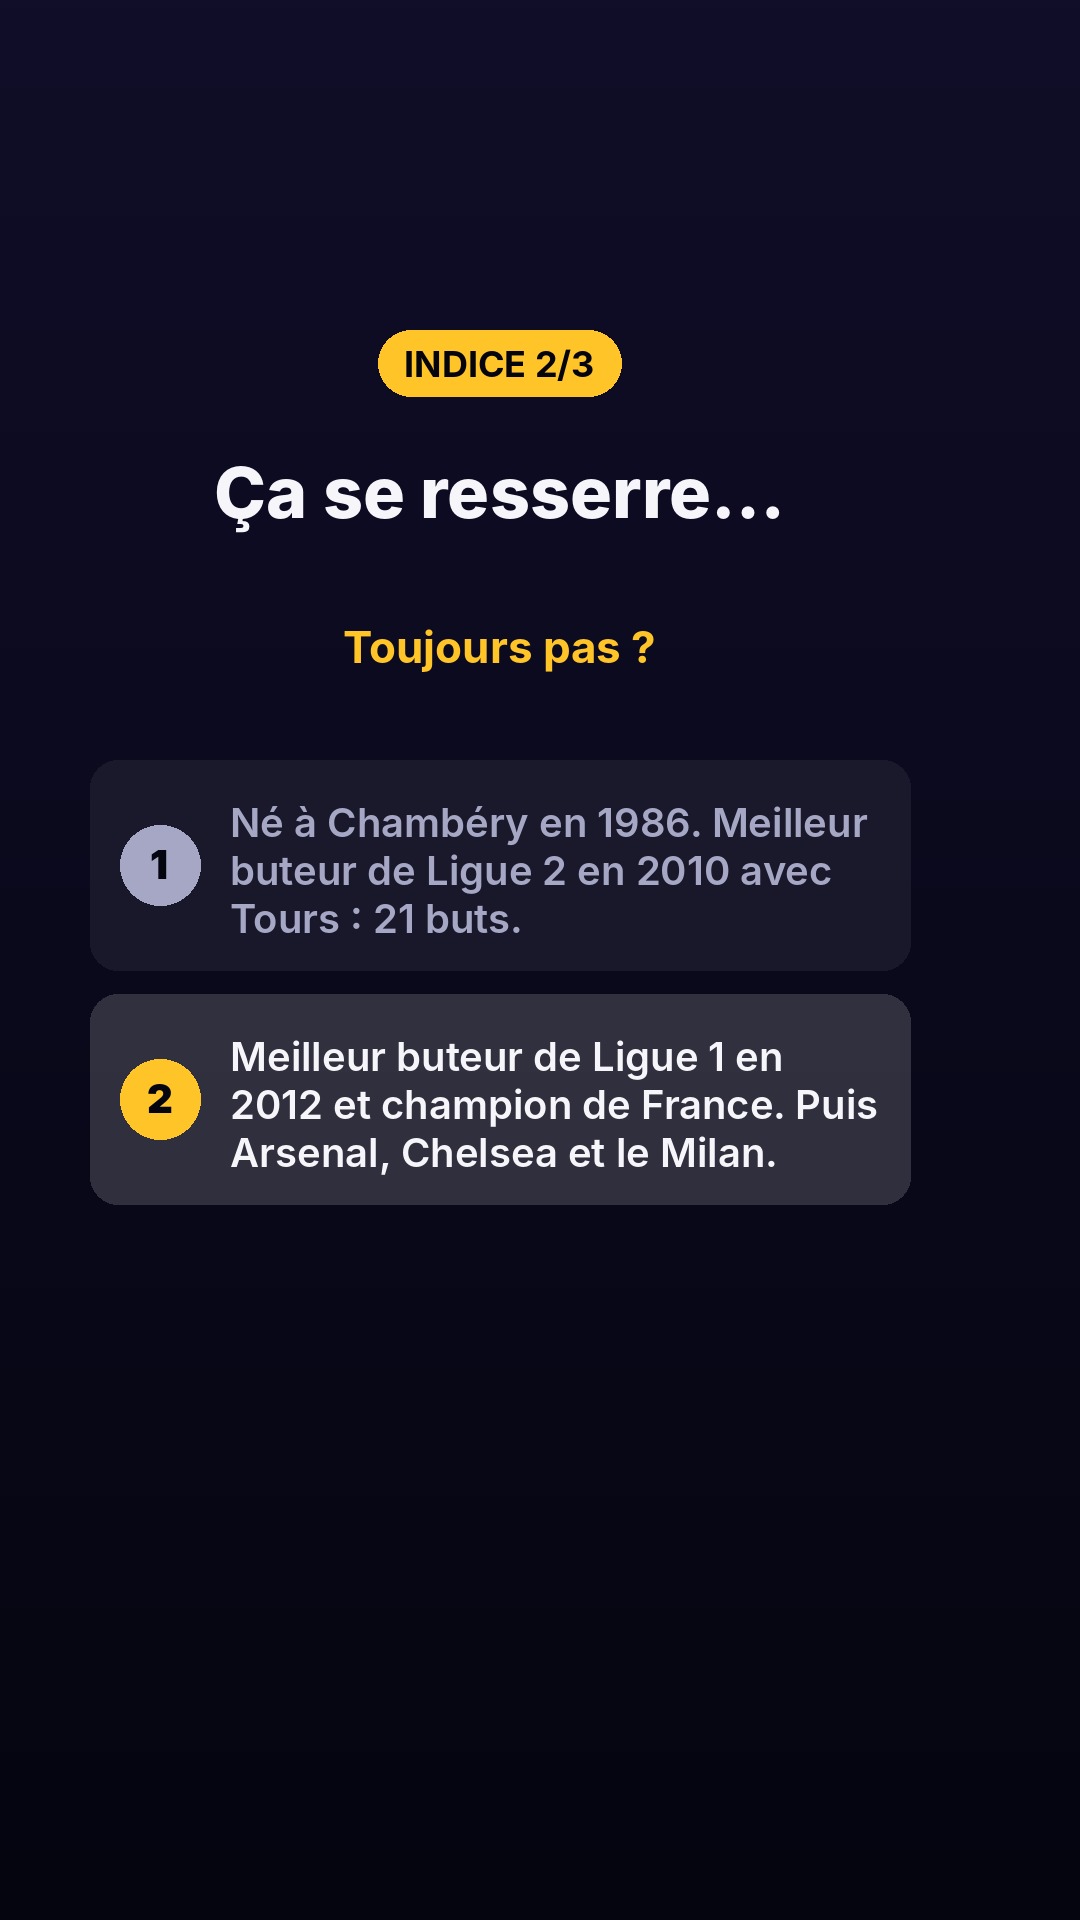 INDICE 2/3
Ça se resserre...
Toujours pas ?
1
Né à Chambéry en 1986. Meilleur
buteur de Ligue 2 en 2010 avec
Tours : 21 buts.
2
Meilleur buteur de Ligue 1 en
2012 et champion de France. Puis
Arsenal, Chelsea et le Milan.